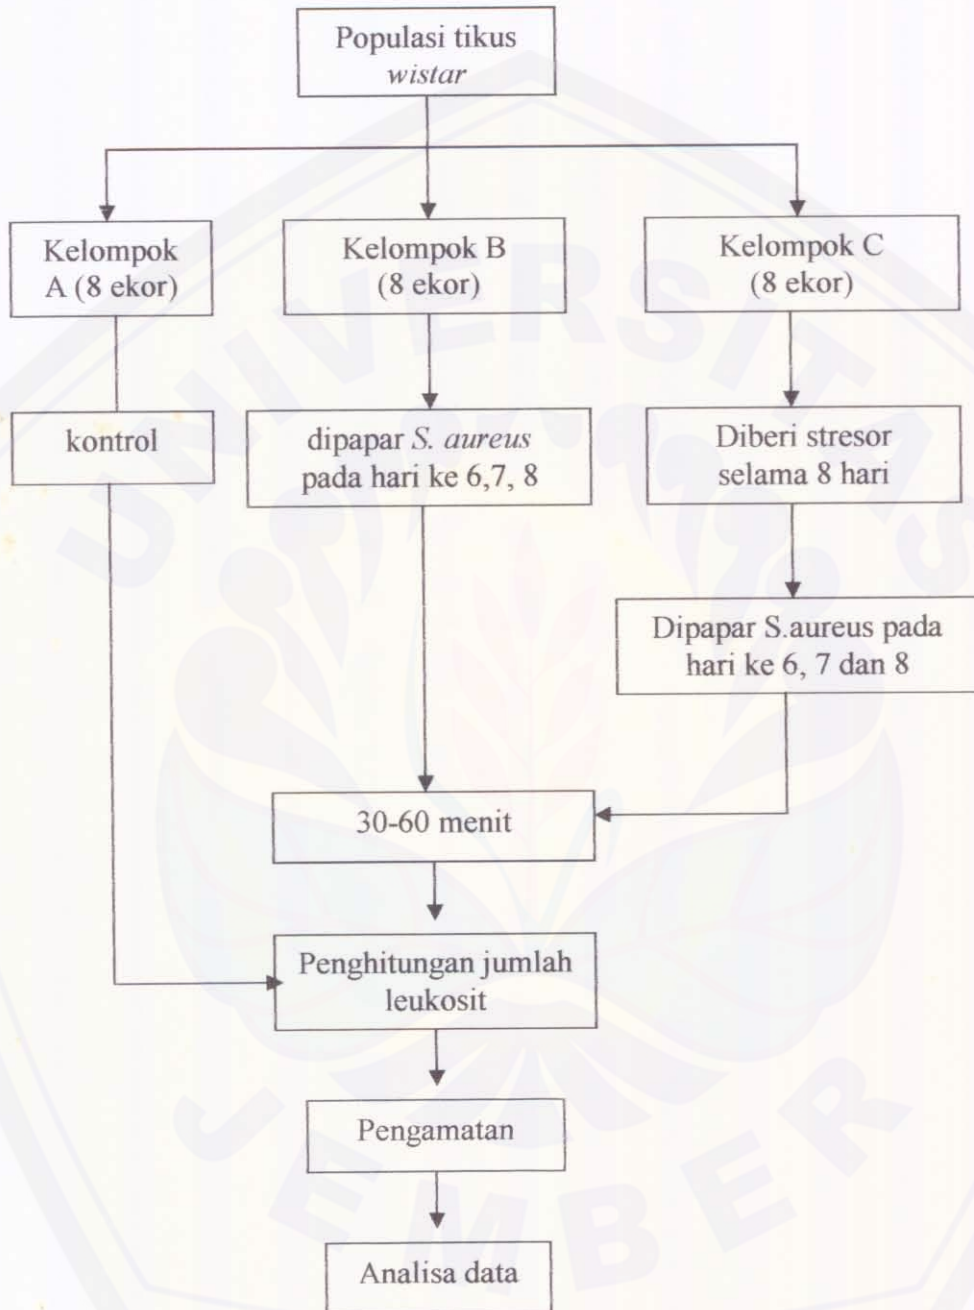 Populasi tikus
wistar
Kelompok
A (8 ekor)
Kelompok B
(8 ekor)
Kelompok C
(8 ekor)
kontrol
dipapar S. aureus
pada hari ke 6,7, 8
Diberi stresor
selama 8 hari
Dipapar S.aureus pada
hari ke 6, 7 dan 8
30-60 menit
Penghitungan jumlah
leukosit
Pengamatan
Analisa data
UNIVERSITAS
JEMBER